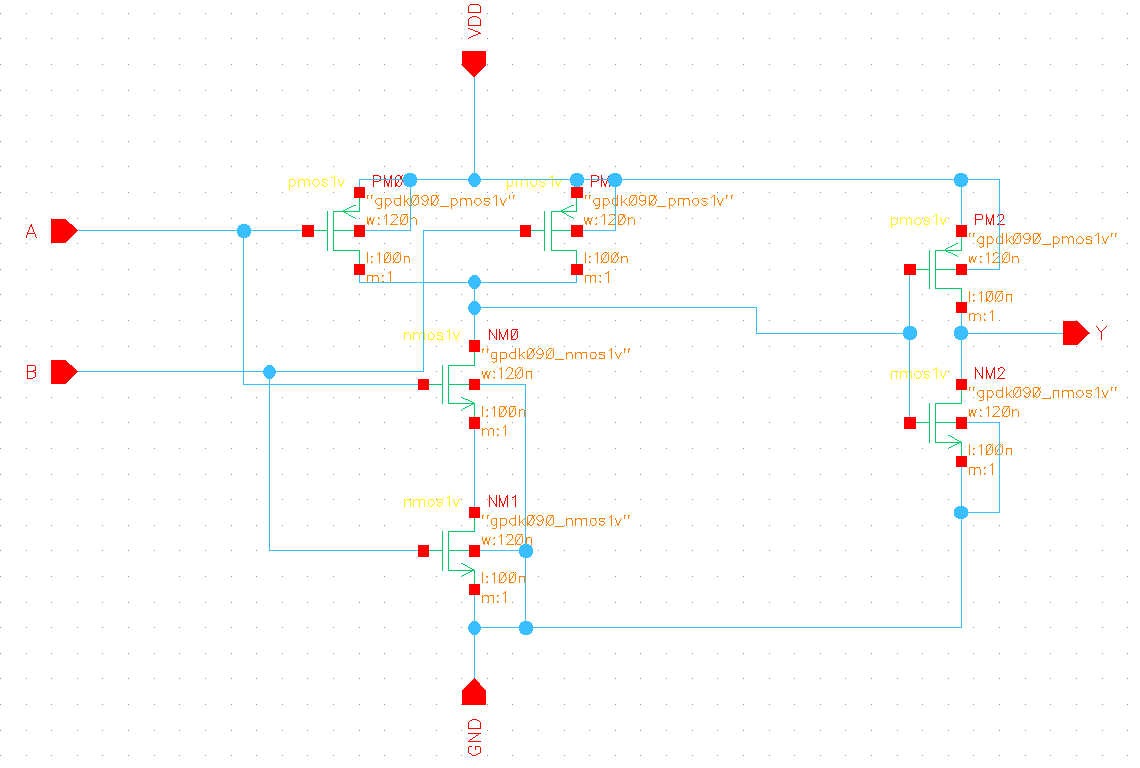 VDD
pmos1v
PM0
"gpdk090_pmos1v"
w:120n
l:100n
m:1
pmos1v
PM
"gpdk090_pmos1v"
w:120n
l:100n
m:1
A
pmos1v
PM2
"gpdk090_pmos1v"
w:120n
l:100n
m:1
nmos1v
NM0
"gpdk090_nmos1v"
w:120n
l:100n
m:1
Y
B
nmos1v
NM2
"gpdk090_nmos1v"
w:120n
l:100n
m:1
nmos1v
NM1
"gpdk090_nmos1v"
w:120n
l:100n
m:1
GND